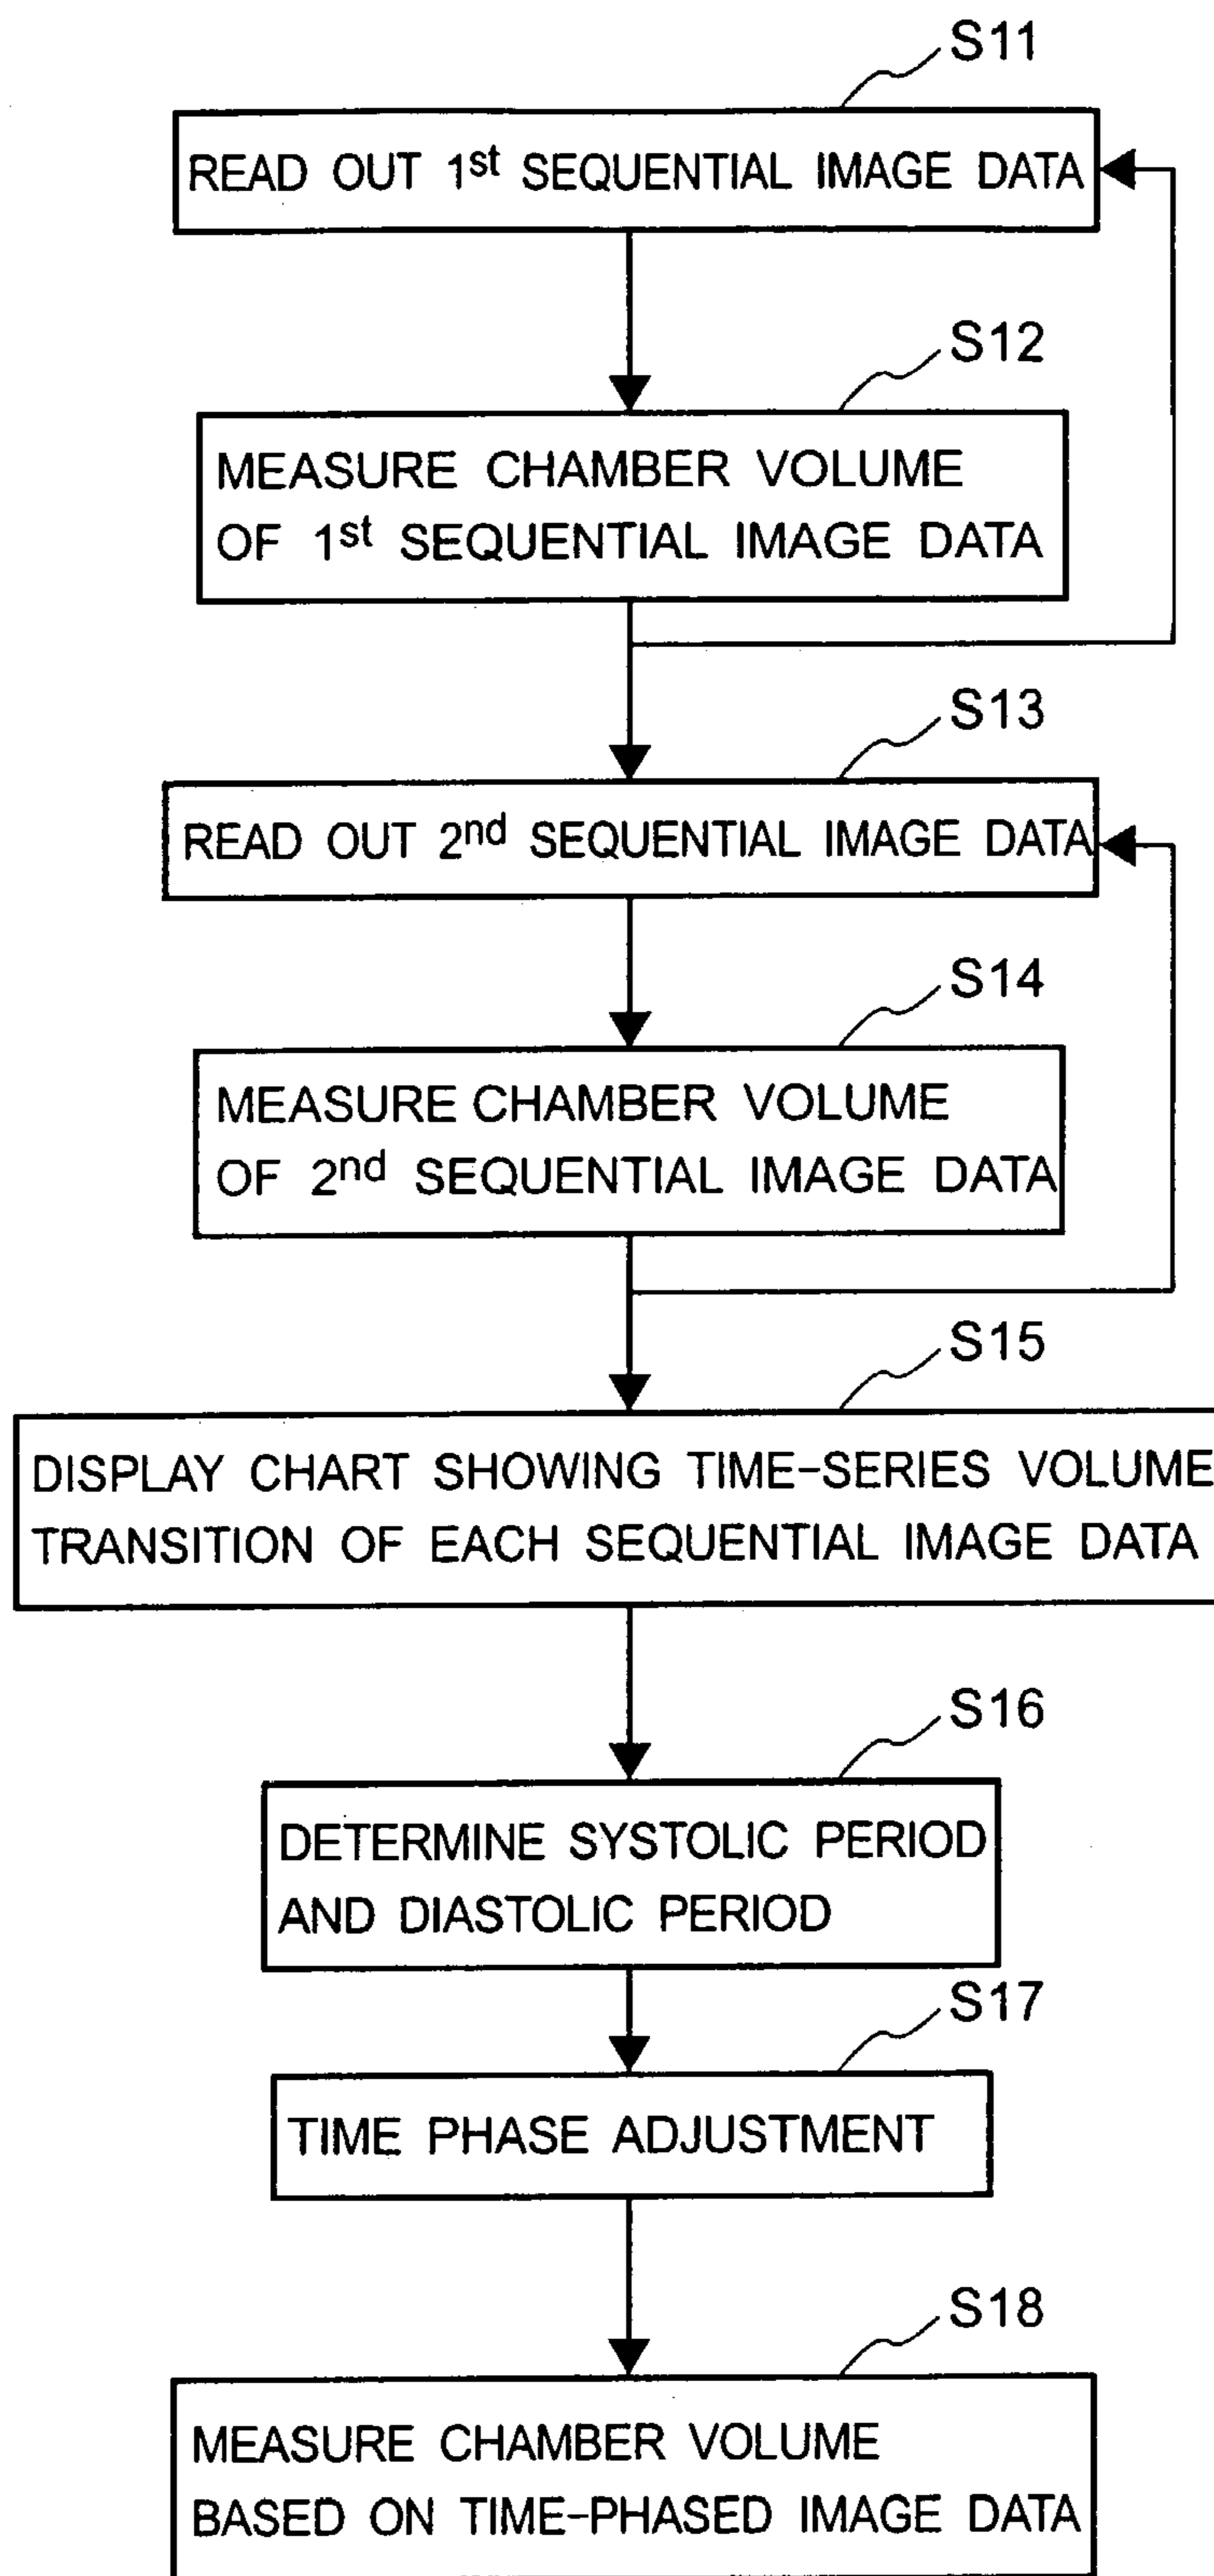 S11
READ OUT 1st SEQUENTIAL IMAGE DATA
S12
MEASURE CHAMBER VOLUME
OF 1st SEQUENTIAL IMAGE DATA
S13
READ OUT 2nd SEQUENTIAL IMAGE DATA
S14
MEASURE CHAMBER VOLUME
OF 2nd SEQUENTIAL IMAGE DATA
S15
DISPLAY CHART SHOWING TIME-SERIES VOLUME
TRANSITION OF EACH SEQUENTIAL IMAGE DATA
S16
DETERMINE SYSTOLIC PERIOD
AND DIASTOLIC PERIOD
S17
TIME PHASE ADJUSTMENT
S18
MEASURE CHAMBER VOLUME
BASED ON TIME-PHASED IMAGE DATA